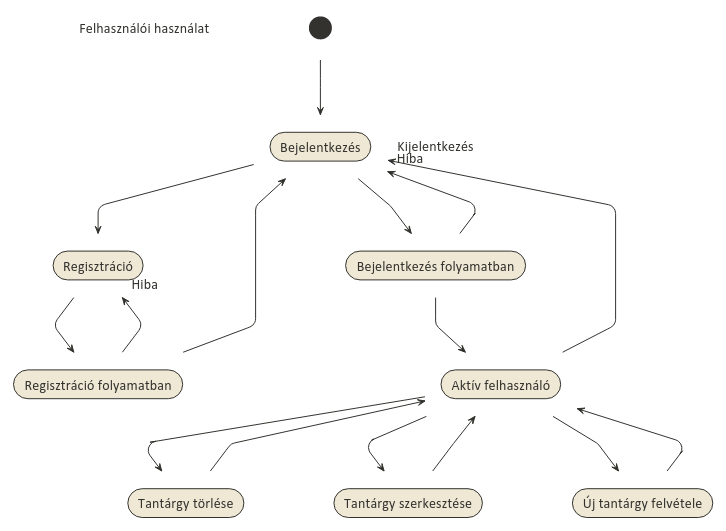 Felhasználói használat
Bejelentkezés
Kijelentkezés
Hiba
Regisztráció
Bejelentkezés folyamatban
Hiba
Regisztráció folyamatban
Aktív felhasználó
Tantárgy törlése
Tantárgy szerkesztése
Új tantárgy felvétele